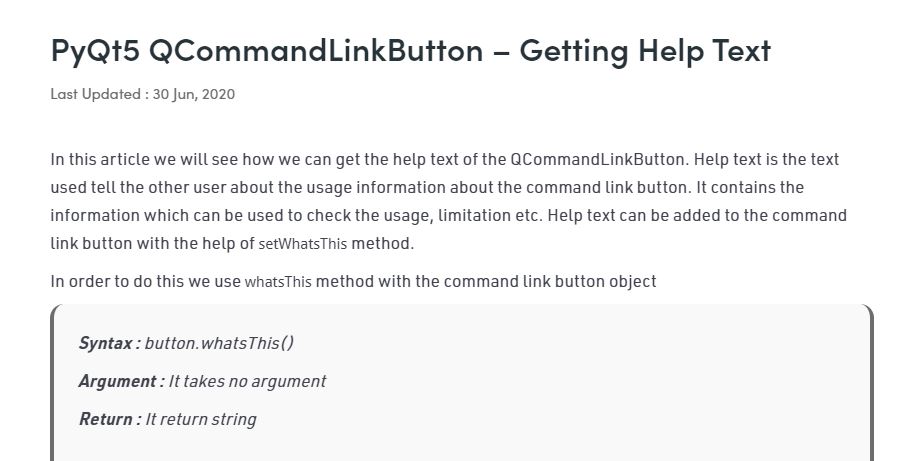 PyQt5 QCommandLinkButton – Getting Help Text
Last Updated : 30 Jun, 2020
In this article we will see how we can get the help text of the QCommandLinkButton. Help text is the text
used tell the other user about the usage information about the command link button. It contains the
information which can be used to check the usage, limitation etc. Help text can be added to the command
link button with the help of setWhatsThis method.
In order to do this we use whatsThis method with the command link button object
Syntax : button.whatsThis()
Argument : It takes no argument
Return : It return string